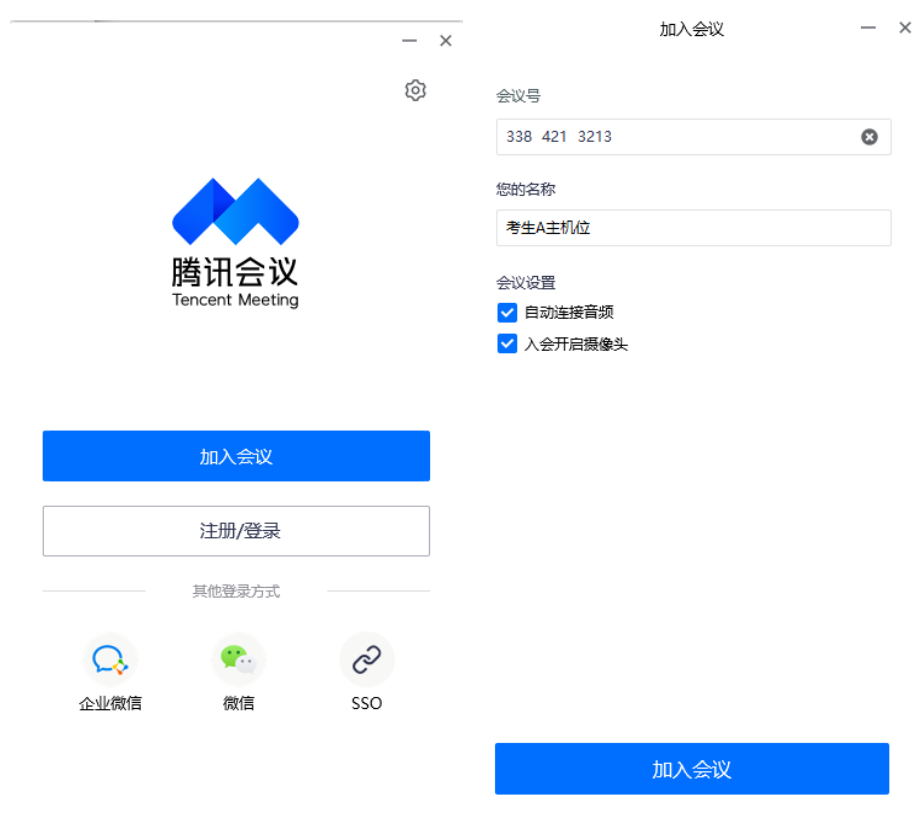 腾讯会议
Tencent Meeting
加入会议
注册/登录
其他登录方式
企业微信
微信
SSO
加入会议
会议号
338 421 3213
您的名称
考生A主机位
会议设置
自动连接音频
入会开启摄像头
加入会议